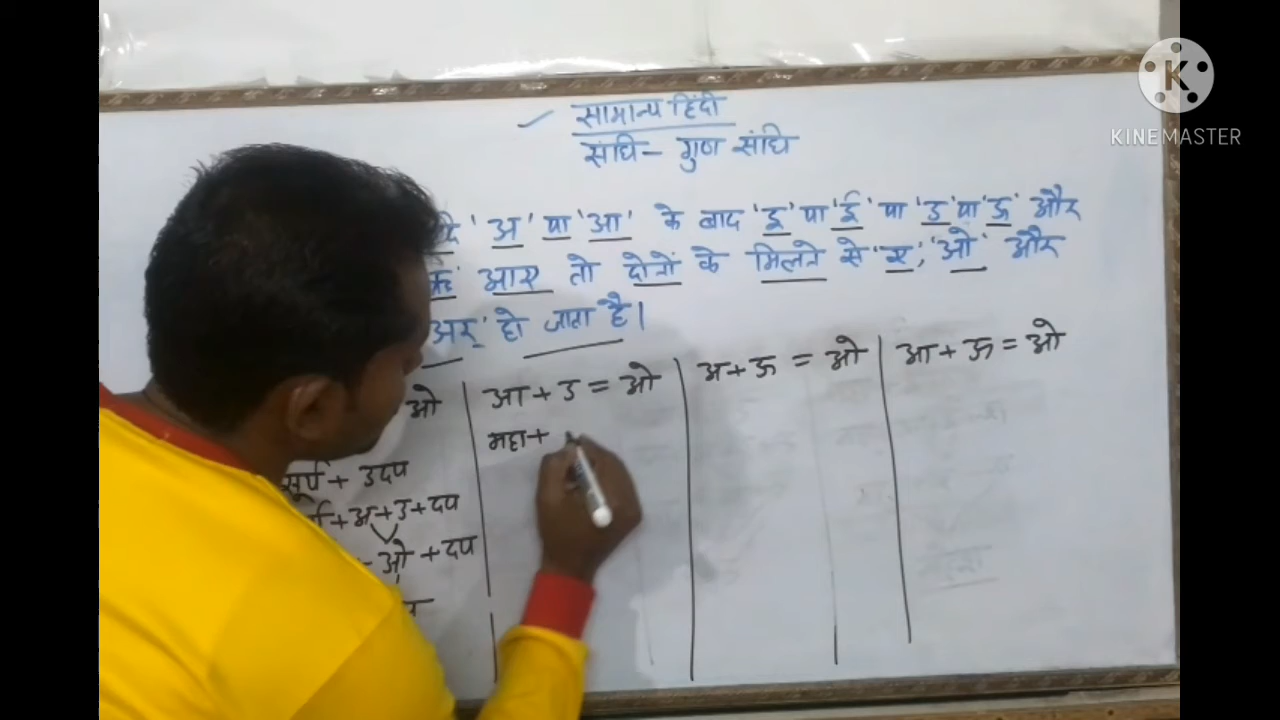 सामान्य हिंदी
संधि - गुण संधि
'अ' या 'आ' के बाद 'इ' या 'ई' या 'उ' या 'ऊ' और
आए तो दोनों के मिलने से 'ए', 'ओ' और
अर्' हो जाता है।
ओ
आ + उ = ओ
अ + ऊ = ओ
आ + ऊ = ओ
महा +
सूर्य + उदय
+ अ + उ + दय
- ओ + दय
KINEMASTER